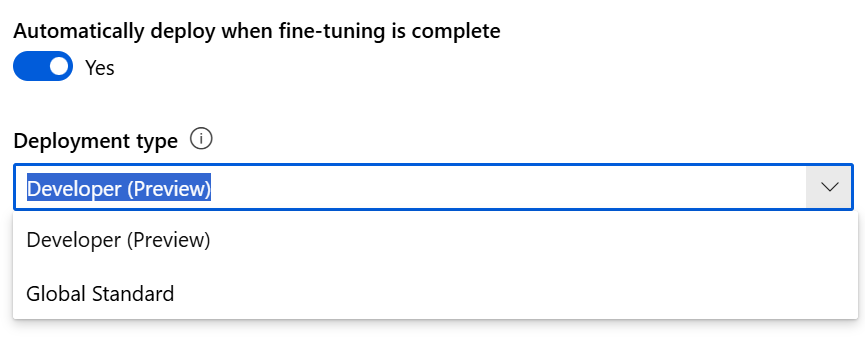 Automatically deploy when fine-tuning is complete
Yes
Deployment type
Developer (Preview)
Developer (Preview)
Global Standard